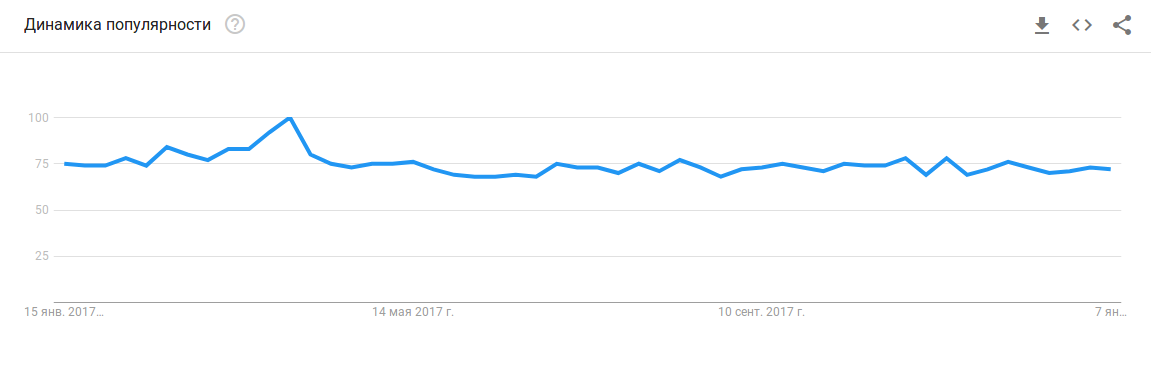 Динамика популярности ?
100
75
50
25
15 янв. 2017…
14 мая 2017 г.
10 сент. 2017 г.
7 ян…